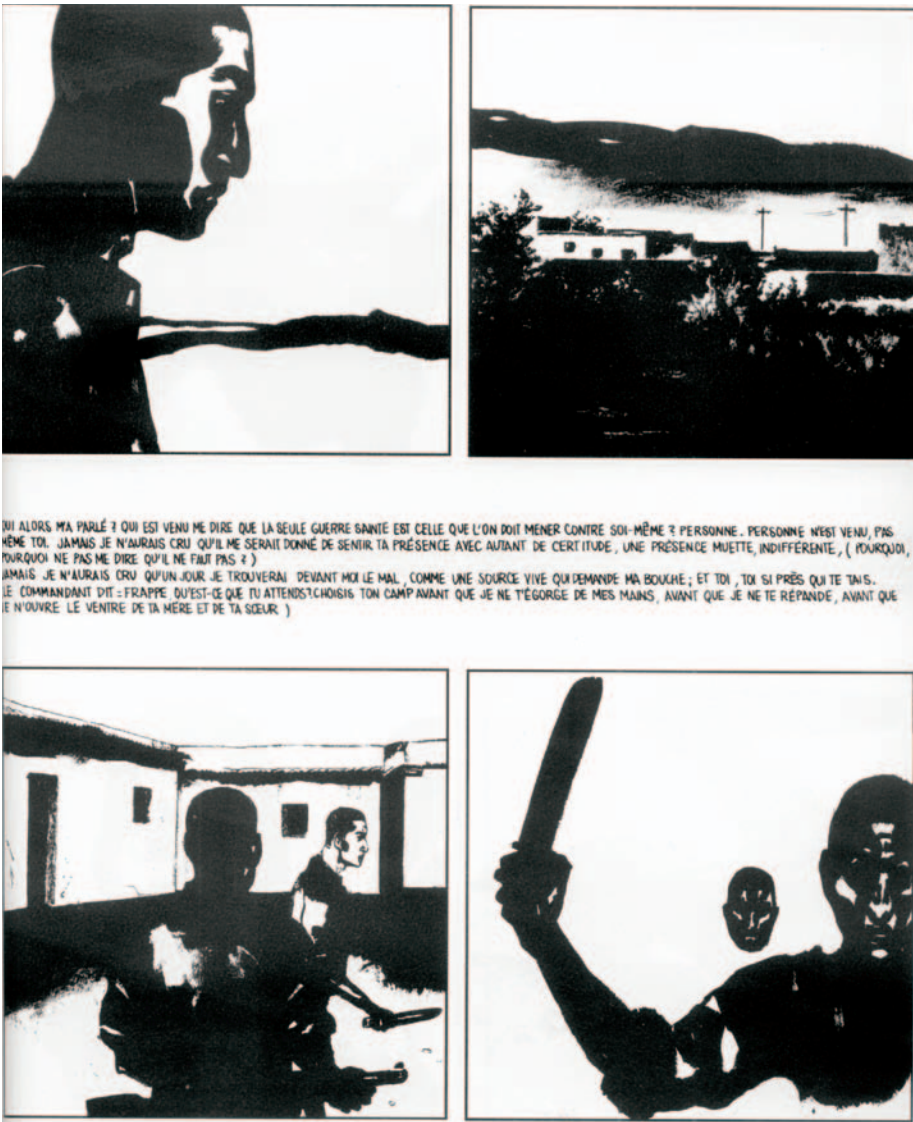 QUI ALORS M'A PARLÉ ? QUI EST VENU ME DIRE QUE LA SEULE GUERRE SAINTE EST CELLE QUE L'ON DOIT MENER CONTRE SOI-MÊME ? PERSONNE. PERSONNE N'EST VENU, PAS
MÊME TOI. JAMAIS JE N'AURAIS CRU QU'IL ME SERAIT DONNÉ DE SENTIR TA PRÉSENCE AVEC AUTANT DE CERTITUDE, UNE PRÉSENCE MUETTE, INDIFFÉRENTE, ( POURQUOI,
POURQUOI NE PAS ME DIRE QU'IL NE FAUT PAS ? )
JAMAIS JE N'AURAIS CRU QU'UN JOUR JE TROUVERAI DEVANT MOI LE MAL, COMME UNE SOURCE VIVE QUI DEMANDE MA BOUCHE ; ET TOI, TOI SI PRÈS QUI TE TAIS.
LE COMMANDANT DIT : FRAPPE, QU'EST-CE QUE TU ATTENDS ? CHOISIS TON CAMP AVANT QUE JE NE T'ÉGORGE DE MES MAINS, AVANT QUE JE NE TE RÉPANDE, AVANT QUE
JE N'OUVRE LE VENTRE DE TA MÈRE ET DE TA SŒUR )